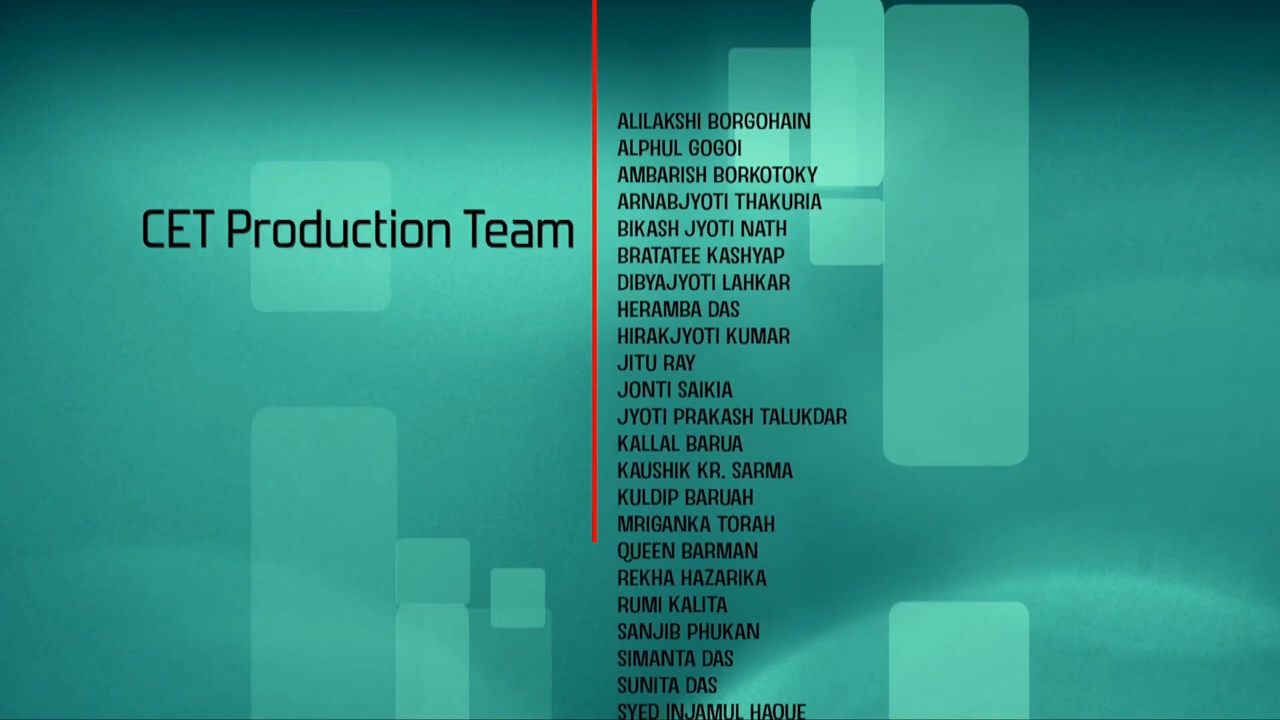 CET Production Team
ALILAKSHI BORGOHAIN
ALPHUL GOGOI
AMBARISH BORKOTOKY
ARNABJYOTI THAKURIA
BIKASH JYOTI NATH
BRATATEE KASHYAP
DIBYAJYOTI LAHKAR
HERAMBA DAS
HIRAKJYOTI KUMAR
JITU RAY
JONTI SAIKIA
JYOTI PRAKASH TALUKDAR
KALLAL BARUA
KAUSHIK KR. SARMA
KULDIP BARUAH
MRIGANKA TORAH
QUEEN BARMAN
REKHA HAZARIKA
RUMI KALITA
SANJIB PHUKAN
SIMANTA DAS
SUNITA DAS
SYED INJAMUL HAQUE